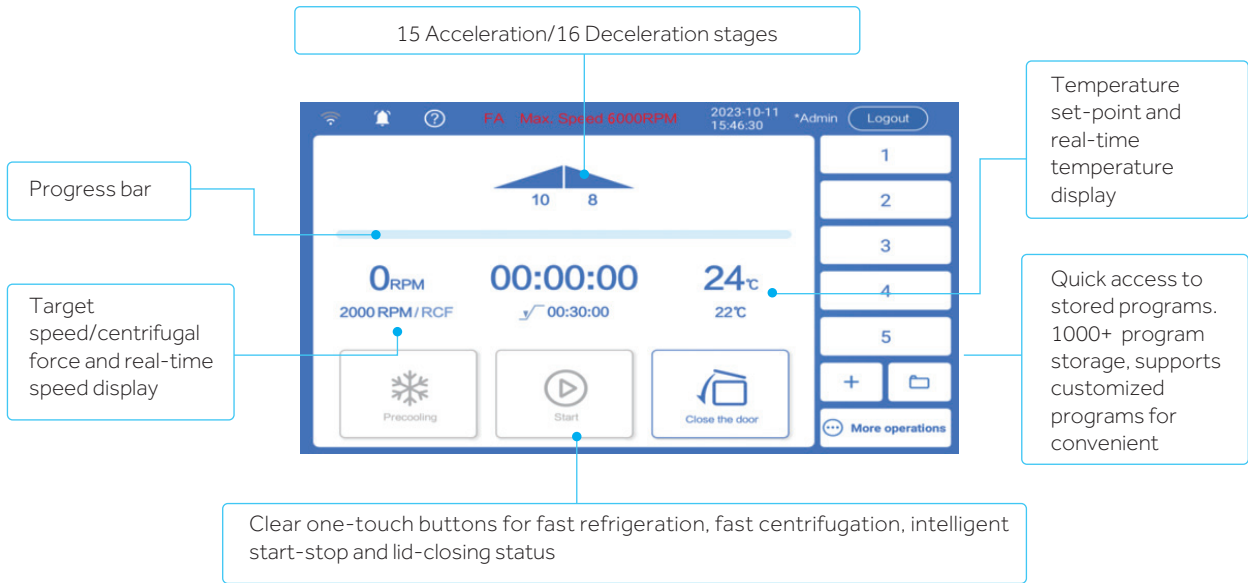 15 Acceleration/16 Deceleration stages
FA Max. Speed 6000RPM
2023-10-11
15:46:30
*Admin
Logout
Temperature
set-point and
real-time
temperature
display
Progress bar
10 8
1
2
3
4
5
0RPM
00:00:00
24℃
2000 RPM/RCF
00:30:00
22℃
Target
speed/centrifugal
force and real-time
speed display
Quick access to
stored programs.
1000+ program
storage, supports
customized
programs for
convenient
Precooling
Start
Close the door
+
More operations
Clear one-touch buttons for fast refrigeration, fast centrifugation, intelligent
start-stop and lid-closing status